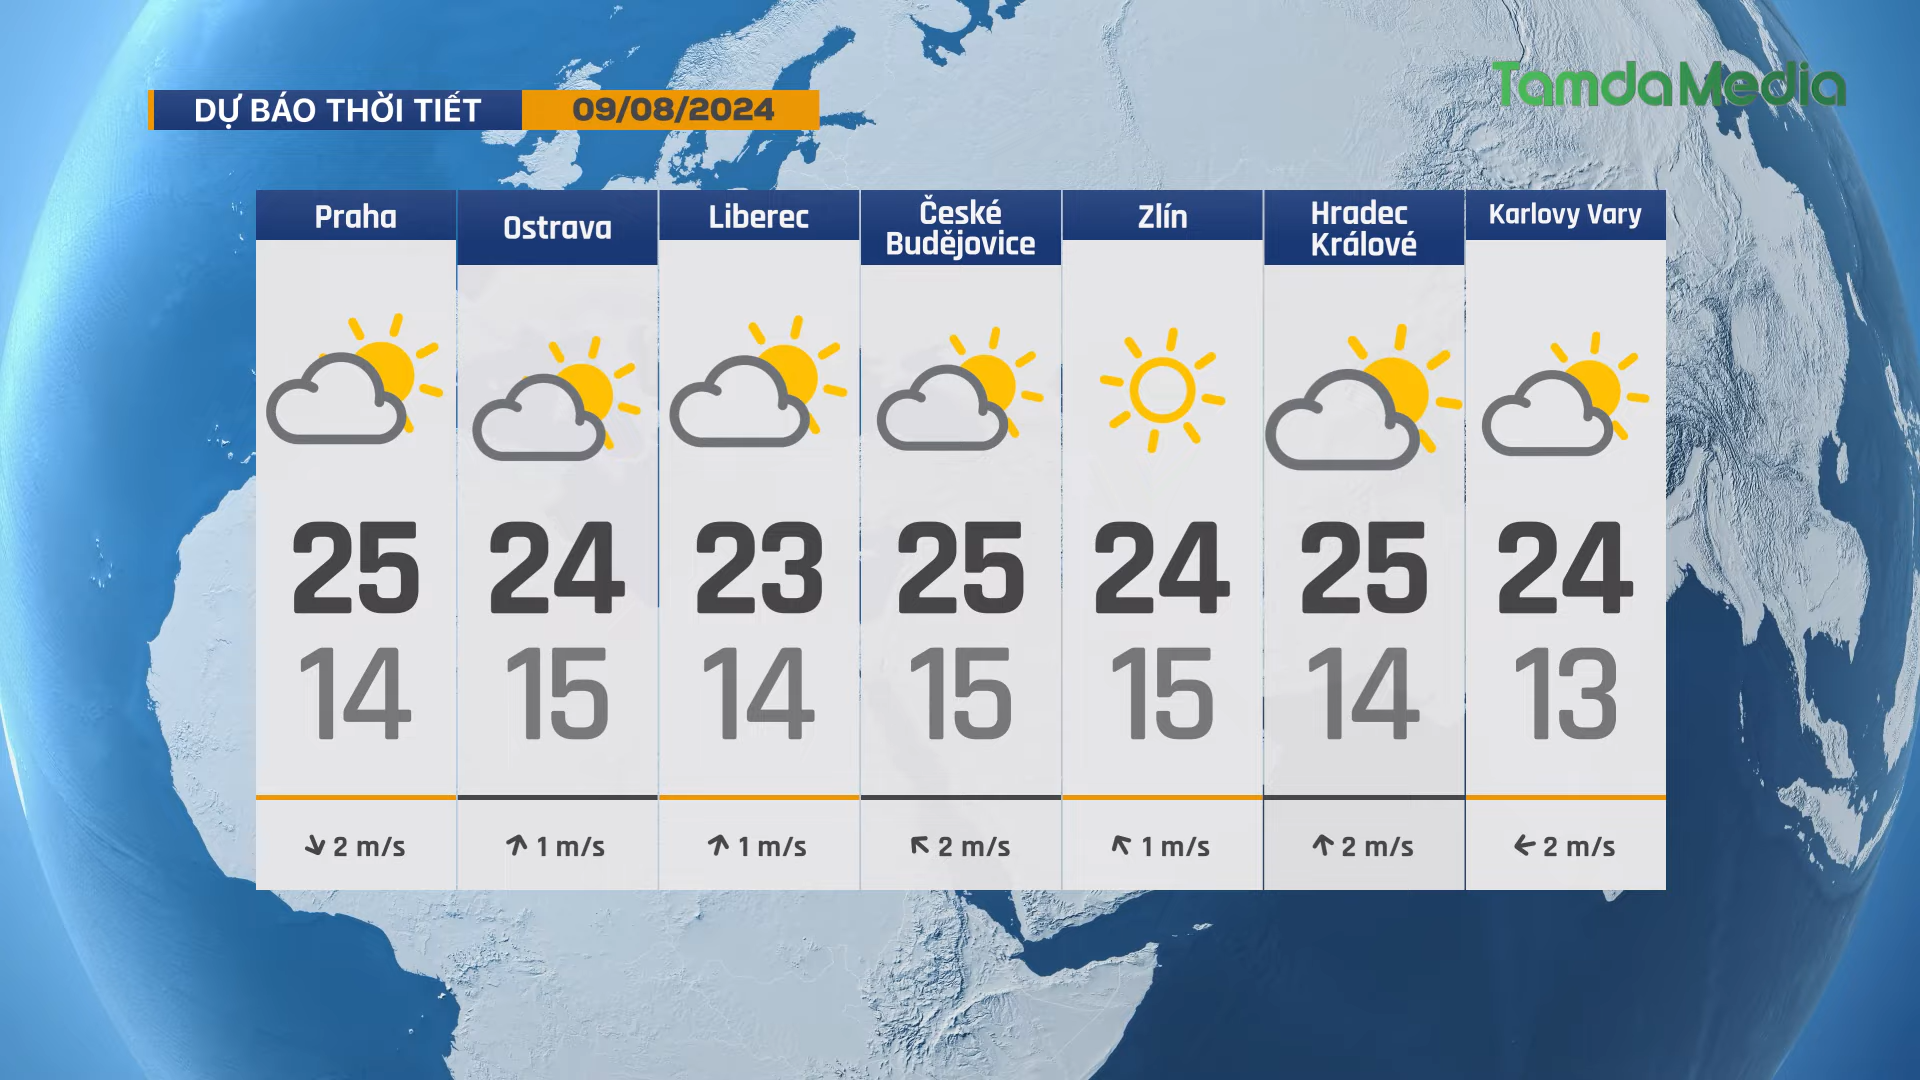 TamdaMedia
DỰ BÁO THỜI TIẾT 09/08/2024
Praha
25
14
2 m/s
Ostrava
24
15
1 m/s
Liberec
23
14
1 m/s
České
Budějovice
25
15
2 m/s
Zlín
24
15
1 m/s
Hradec
Králové
25
14
2 m/s
Karlovy Vary
24
13
2 m/s